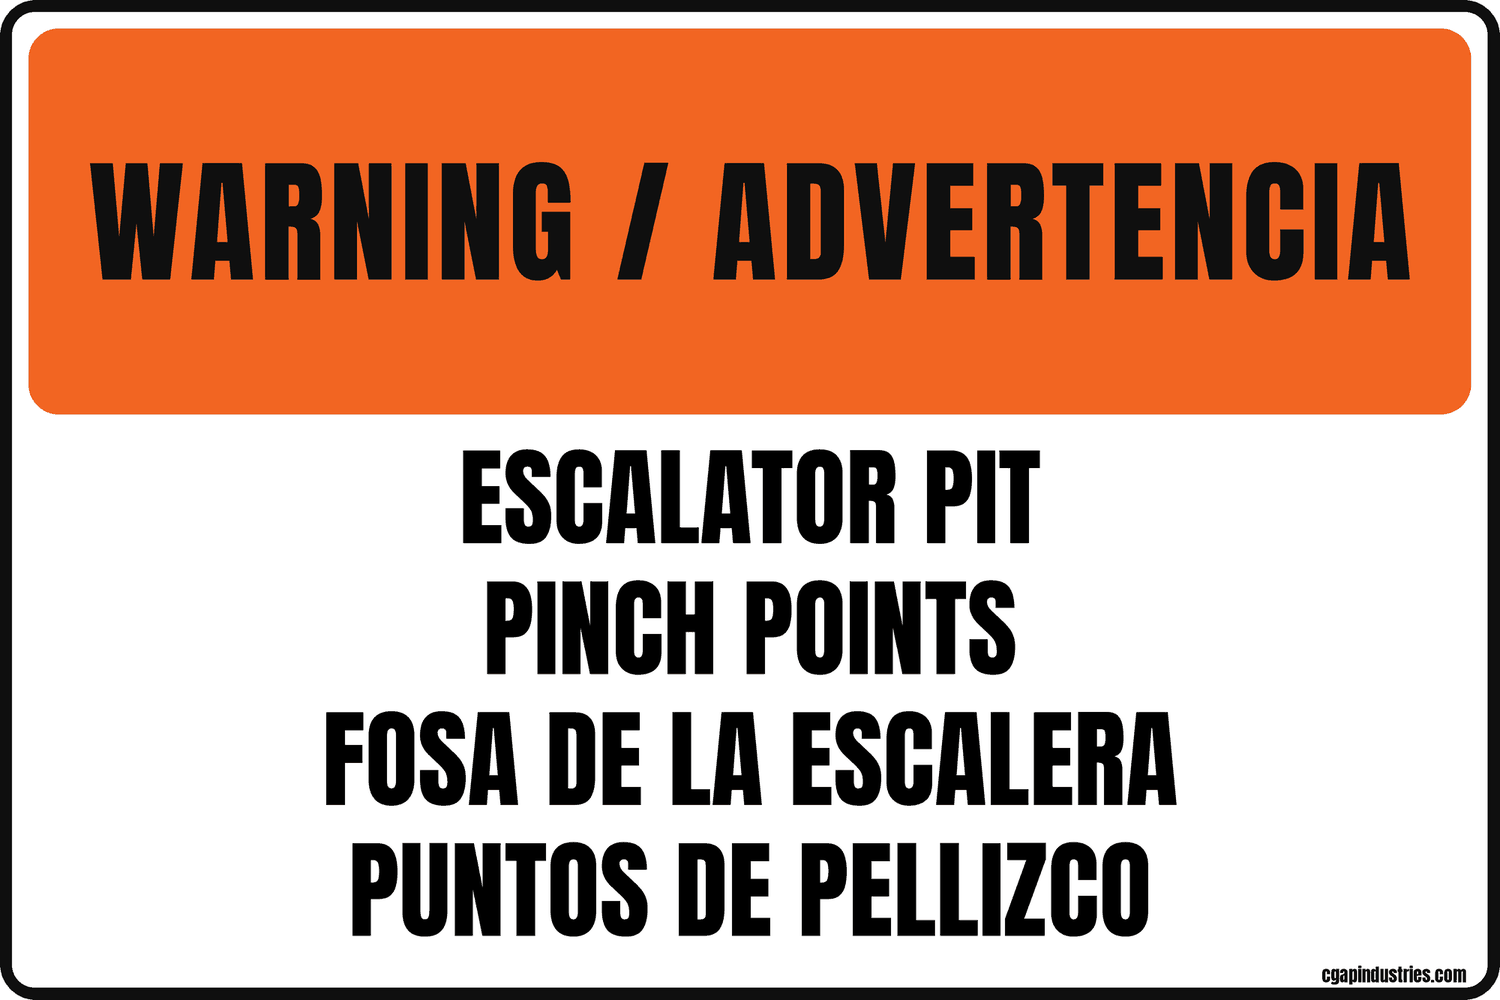 WARNING / ADVERTENCIA
ESCALATOR PIT
PINCH POINTS
FOSA DE LA ESCALERA
PUNTOS DE PELLIZCO
cgapindustries.com